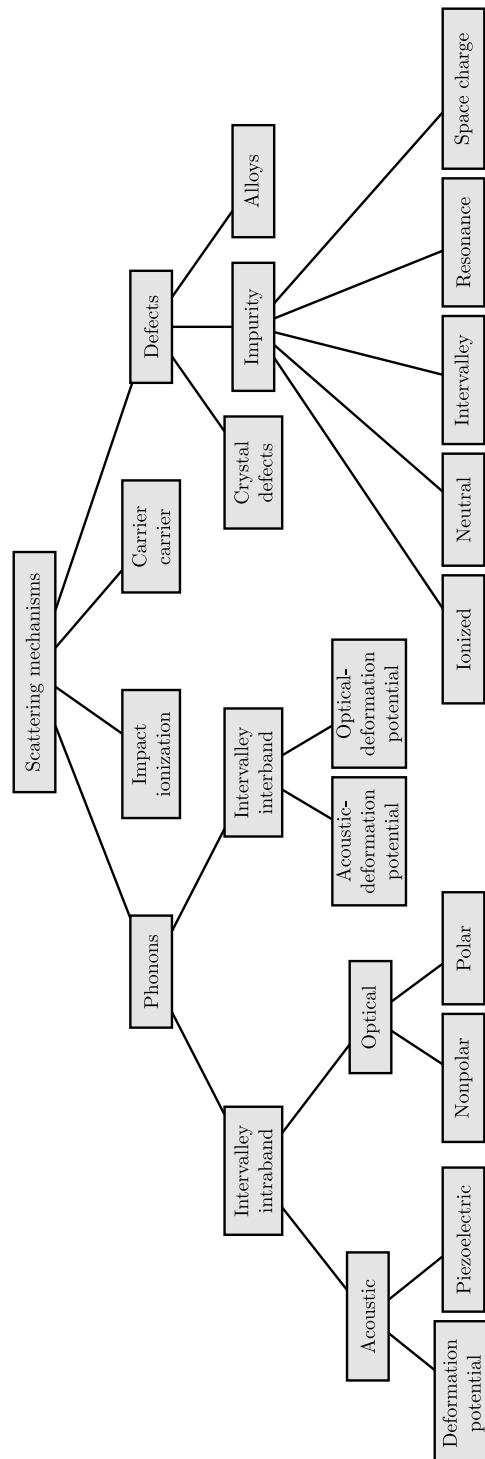 Scattering mechanisms
Phonons
Impact
ionization
Carrier
carrier
Defects
Intervalley
intraband
Intervalley
interband
Crystal
defects
Impurity
Alloys
Acoustic
Optical
Acoustic-
deformation
potential
Optical-
deformation
potential
Deformation
potential
Piezoelectric
Nonpolar
Polar
Ionized
Neutral
Intervalley
Resonance
Space charge